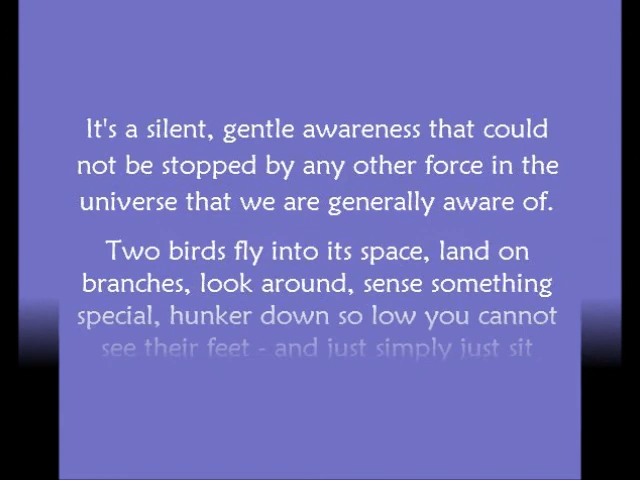 It's a silent, gentle awareness that could
not be stopped by any other force in the
universe that we are generally aware of.
Two birds fly into its space, land on
branches, look around, sense something
special, hunker down so low you cannot
see their feet - and just simply just sit